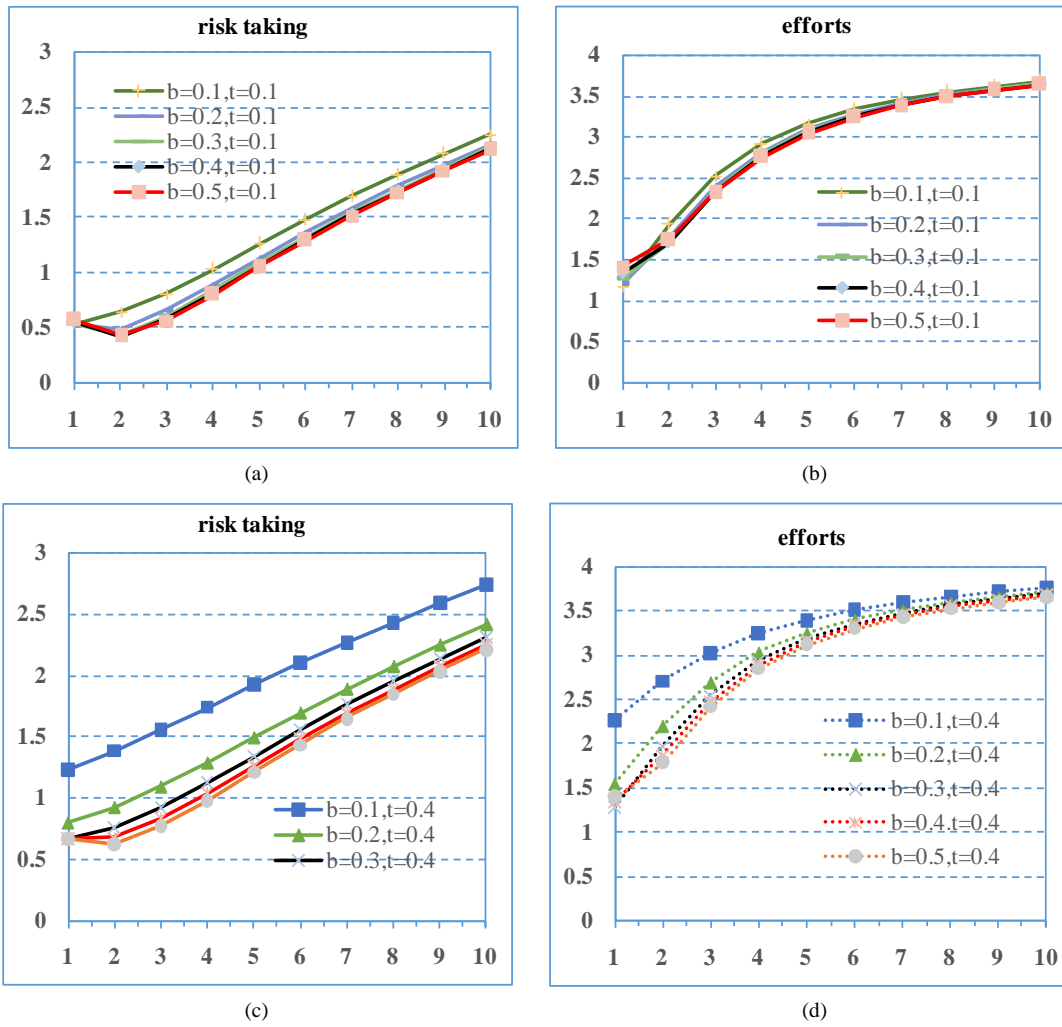 risk taking
3
2.5
2
1.5
1
0.5
0
b=0.1,t=0.1
b=0.2,t=0.1
b=0.3,t=0.1
b=0.4,t=0.1
b=0.5,t=0.1
1 2 3 4 5 6 7 8 9 10
(a)
efforts
4
3.5
3
2.5
2
1.5
1
0.5
0
b=0.1,t=0.1
b=0.2,t=0.1
b=0.3,t=0.1
b=0.4,t=0.1
b=0.5,t=0.1
1 2 3 4 5 6 7 8 9 10
(b)
risk taking
3
2.5
2
1.5
1
0.5
0
b=0.1,t=0.4
b=0.2,t=0.4
b=0.3,t=0.4
1 2 3 4 5 6 7 8 9 10
(c)
efforts
4
3.5
3
2.5
2
1.5
1
0.5
0
b=0.1,t=0.4
b=0.2,t=0.4
b=0.3,t=0.4
b=0.4.t=0.4
b=0.5,t=0.4
1 2 3 4 5 6 7 8 9 10
(d)